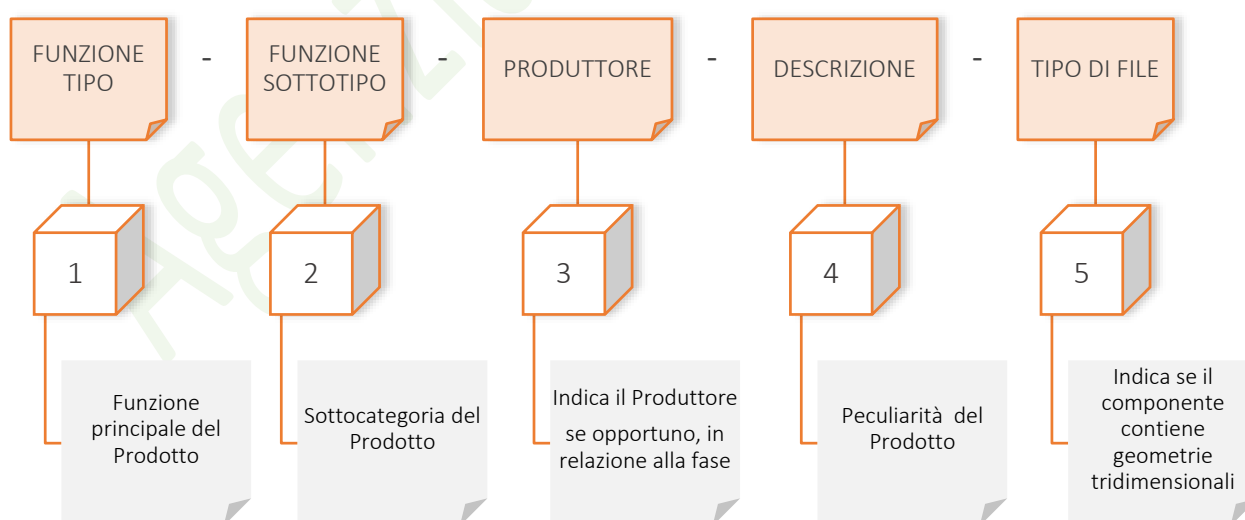 FUNZIONE
TIPO
-
FUNZIONE
SOTTOTIPO
-
PRODUTTORE
-
DESCRIZIONE
-
TIPO DI FILE
1
2
3
4
5
Funzione
principale del
Prodotto
Sottocategoria del
Prodotto
Indica il Produttore
se opportuno, in
relazione alla fase
Peculiarità del
Prodotto
Indica se il
componente
contiene
geometrie
tridimensionali